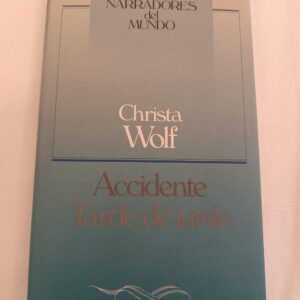 NARRADORES
del
MUNDO
Christa
Wolf
Accidente
Tarde de junio